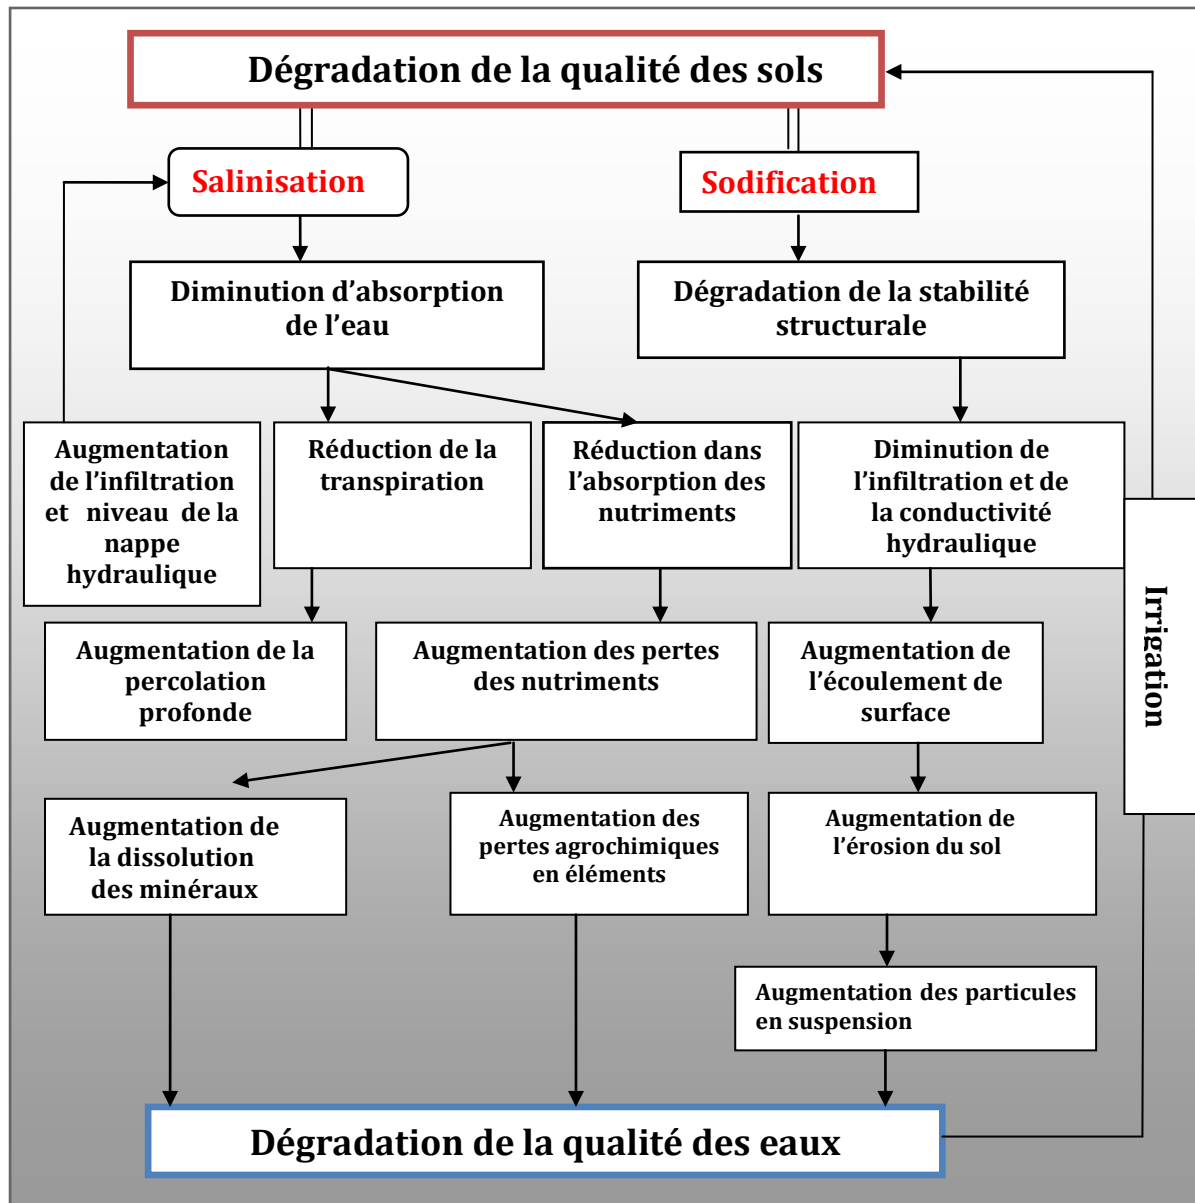 Dégradation de la qualité des sols
Salinisation
Sodification
Diminution d’absorption
de l’eau
Dégradation de la stabilité
structurale
Augmentation
de l’infiltration
et niveau de la
nappe
hydraulique
Réduction de la
transpiration
Réduction dans
l’absorption des
nutriments
Diminution de
l’infiltration et de
la conductivité
hydraulique
Irrigation
Augmentation de la
percolation
profonde
Augmentation des pertes
des nutriments
Augmentation de
l’écoulement de
surface
Augmentation de
la dissolution
des minéraux
Augmentation des
pertes agrochimiques
en éléments
Augmentation de
l’érosion du sol
Augmentation des particules
en suspension
Dégradation de la qualité des eaux